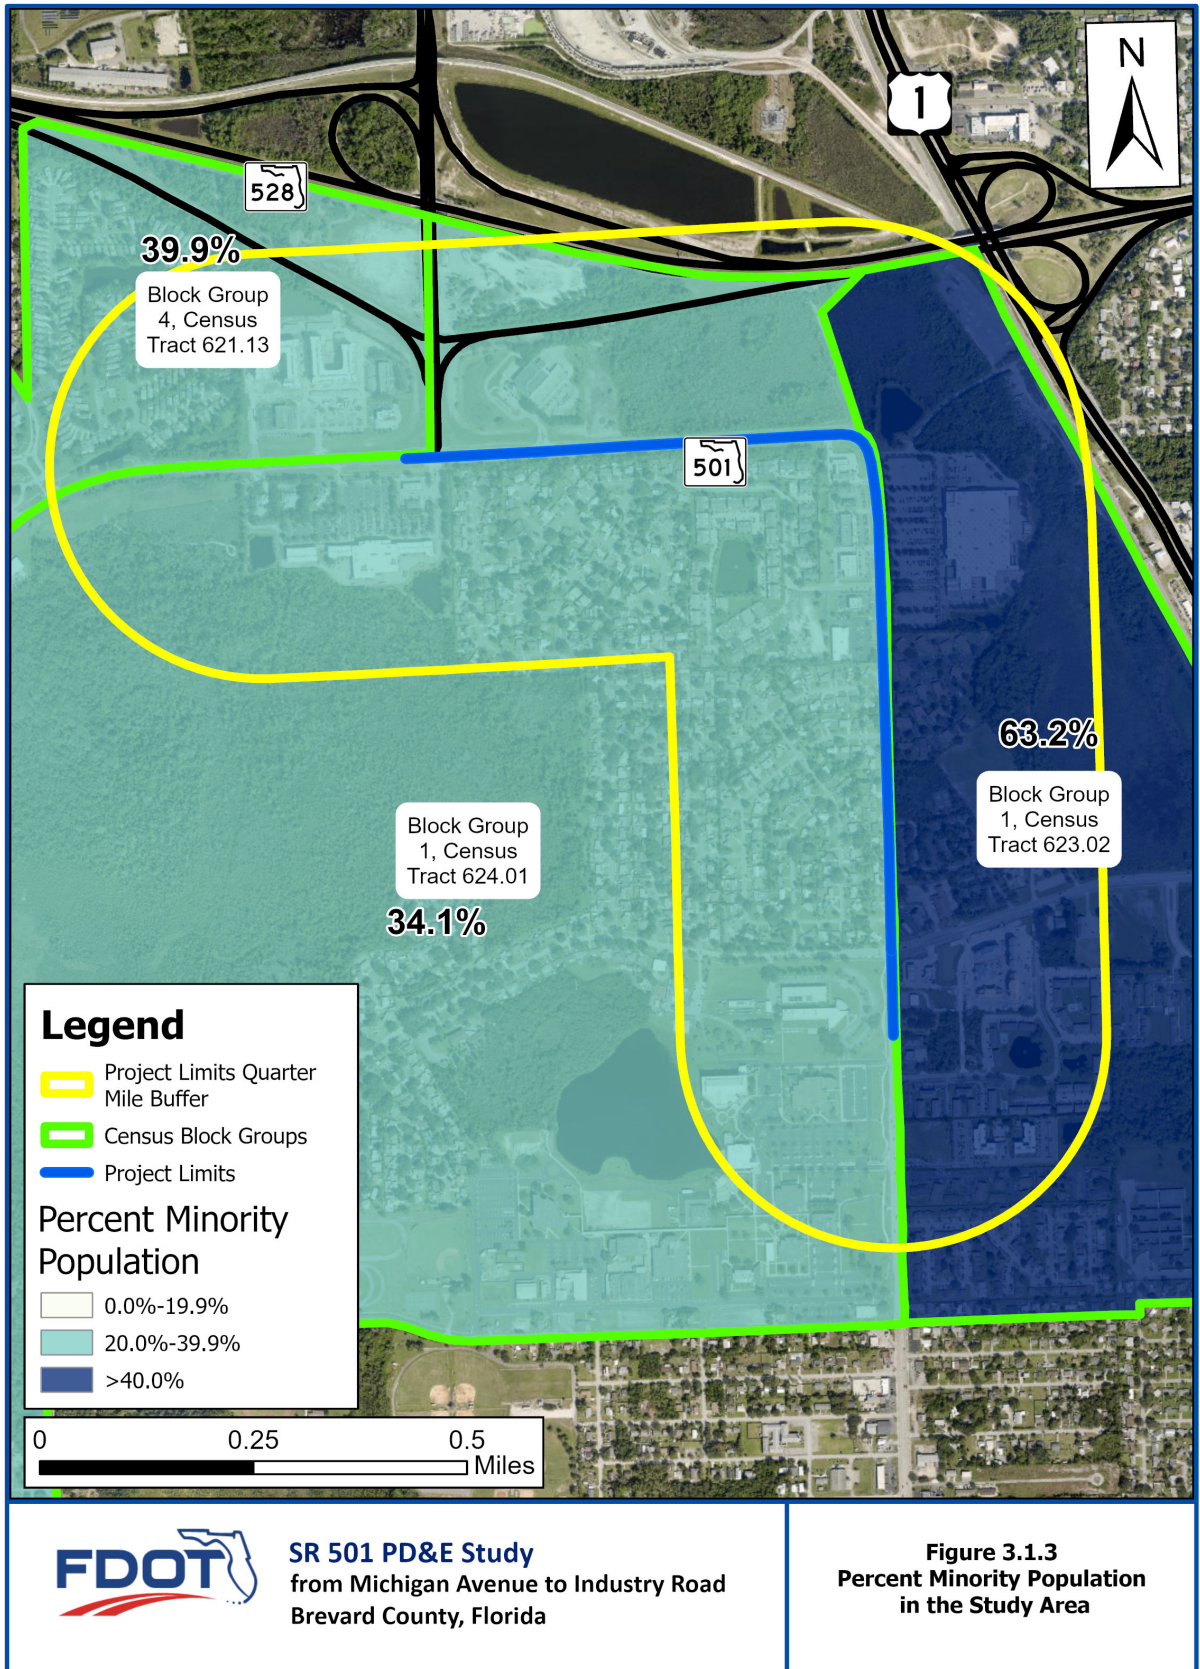 N
1
528
39.9%
Block Group
4, Census
Tract 621.13
501
63.2%
Block Group
1, Census
Tract 623.02
Block Group
1, Census
Tract 624.01
34.1%
Legend
Project Limits Quarter
Mile Buffer
Census Block Groups
Project Limits
Percent Minority
Population
0.0%-19.9%
20.0%-39.9%
>40.0%
0 0.25 0.5
Miles
FDOT
SR 501 PD&E Study
from Michigan Avenue to Industry Road
Brevard County, Florida
Figure 3.1.3
Percent Minority Population
in the Study Area